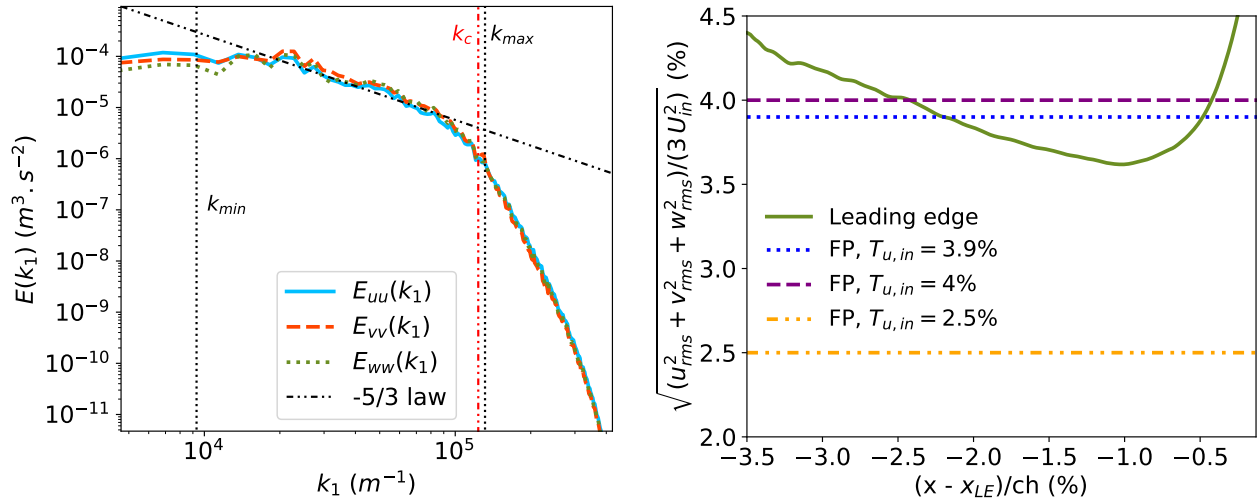 E(k₁) (m³ . s⁻²)
10⁻⁴
10⁻⁵
10⁻⁶
10⁻⁷
10⁻⁸
10⁻⁹
10⁻¹⁰
10⁻¹¹
k_c
k_max
k_min
E_uu(k₁)
E_vv(k₁)
E_ww(k₁)
-5/3 law
10⁴
10⁵
k₁ (m⁻¹)
√(u²_rms + v²_rms + w²_rms)/(3 U²_in) (%)
4.5
4.0
3.5
3.0
2.5
2.0
Leading edge
FP, T_u,in = 3.9%
FP, T_u,in = 4%
FP, T_u,in = 2.5%
−3.5
−3.0
−2.5
−2.0
−1.5
−1.0
−0.5
(x - x_LE)/ch (%)